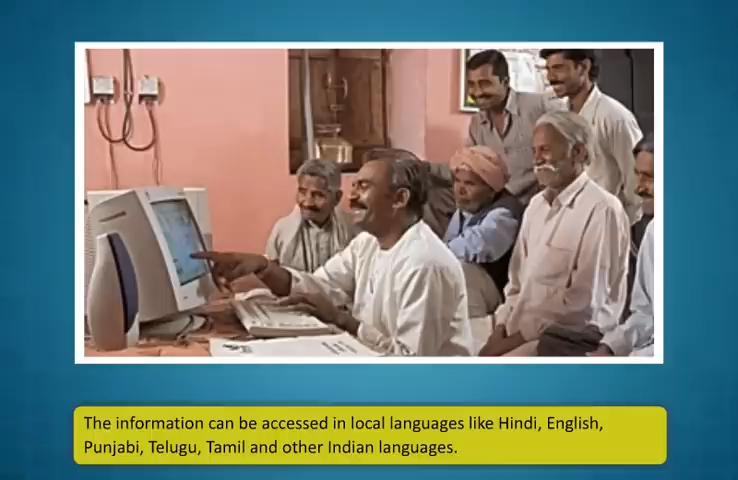 The information can be accessed in local languages like Hindi, English,
Punjabi, Telugu, Tamil and other Indian languages.